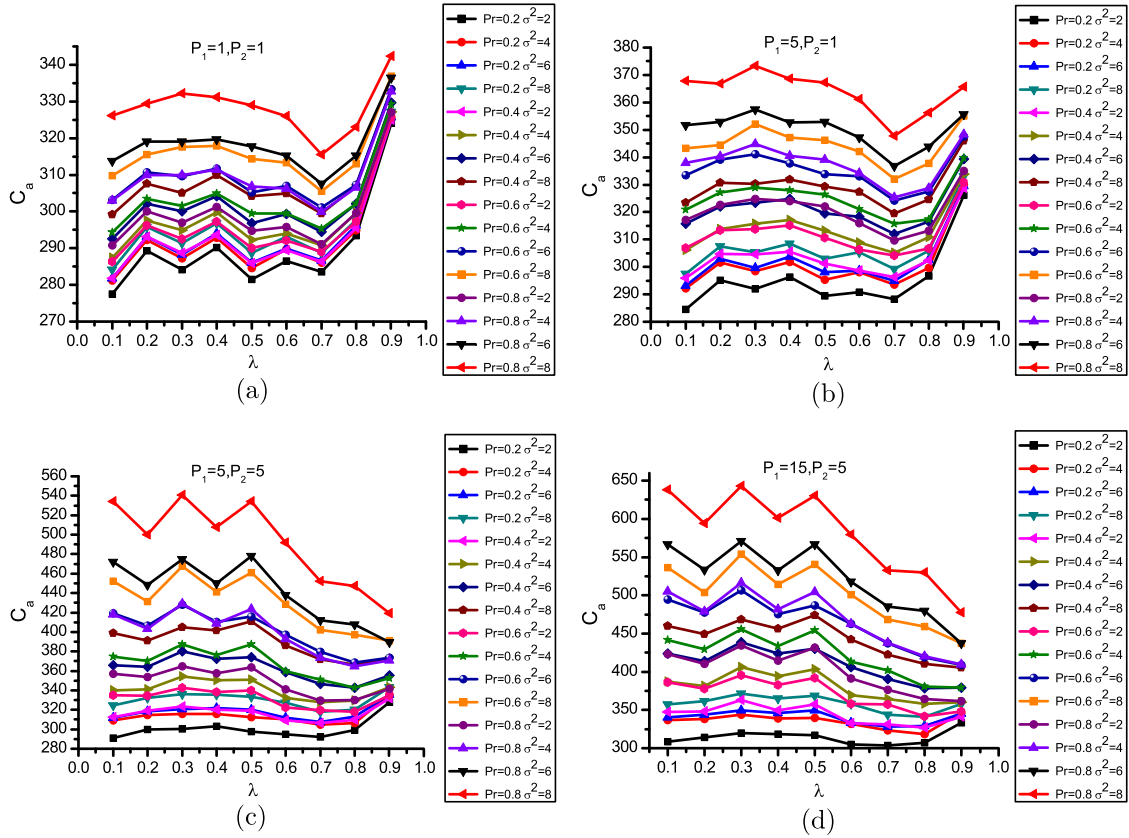 P1=1,P2=1
340
330
320
310
300
290
280
270
Ca
0.0 0.1 0.2 0.3 0.4 0.5 0.6 0.7 0.8 0.9 1.0
λ
(a)
Pr=0.2 σ²=2
Pr=0.2 σ²=4
Pr=0.2 σ²=6
Pr=0.2 σ²=8
Pr=0.4 σ²=2
Pr=0.4 σ²=4
Pr=0.4 σ²=6
Pr=0.4 σ²=8
Pr=0.6 σ²=2
Pr=0.6 σ²=4
Pr=0.6 σ²=6
Pr=0.6 σ²=8
Pr=0.8 σ²=2
Pr=0.8 σ²=4
Pr=0.8 σ²=6
Pr=0.8 σ²=8
P1=5,P2=1
380
370
360
350
340
330
320
310
300
290
280
Ca
0.0 0.1 0.2 0.3 0.4 0.5 0.6 0.7 0.8 0.9 1.0
λ
(b)
Pr=0.2 σ²=2
Pr=0.2 σ²=4
Pr=0.2 σ²=6
Pr=0.2 σ²=8
Pr=0.4 σ²=2
Pr=0.4 σ²=4
Pr=0.4 σ²=6
Pr=0.4 σ²=8
Pr=0.6 σ²=2
Pr=0.6 σ²=4
Pr=0.6 σ²=6
Pr=0.6 σ²=8
Pr=0.8 σ²=2
Pr=0.8 σ²=4
Pr=0.8 σ²=6
Pr=0.8 σ²=8
P1=5,P2=5
560
540
520
500
480
460
440
420
400
380
360
340
320
300
280
Ca
0.0 0.1 0.2 0.3 0.4 0.5 0.6 0.7 0.8 0.9 1.0
λ
(c)
Pr=0.2 σ²=2
Pr=0.2 σ²=4
Pr=0.2 σ²=6
Pr=0.2 σ²=8
Pr=0.4 σ²=2
Pr=0.4 σ²=4
Pr=0.4 σ²=6
Pr=0.4 σ²=8
Pr=0.6 σ²=2
Pr=0.6 σ²=4
Pr=0.6 σ²=6
Pr=0.6 σ²=8
Pr=0.8 σ²=2
Pr=0.8 σ²=4
Pr=0.8 σ²=6
Pr=0.8 σ²=8
P1=15,P2=5
650
600
550
500
450
400
350
300
Ca
0.0 0.1 0.2 0.3 0.4 0.5 0.6 0.7 0.8 0.9 1.0
λ
(d)
Pr=0.2 σ²=2
Pr=0.2 σ²=4
Pr=0.2 σ²=6
Pr=0.2 σ²=8
Pr=0.4 σ²=2
Pr=0.4 σ²=4
Pr=0.4 σ²=6
Pr=0.4 σ²=8
Pr=0.6 σ²=2
Pr=0.6 σ²=4
Pr=0.6 σ²=6
Pr=0.6 σ²=8
Pr=0.8 σ²=2
Pr=0.8 σ²=4
Pr=0.8 σ²=6
Pr=0.8 σ²=8